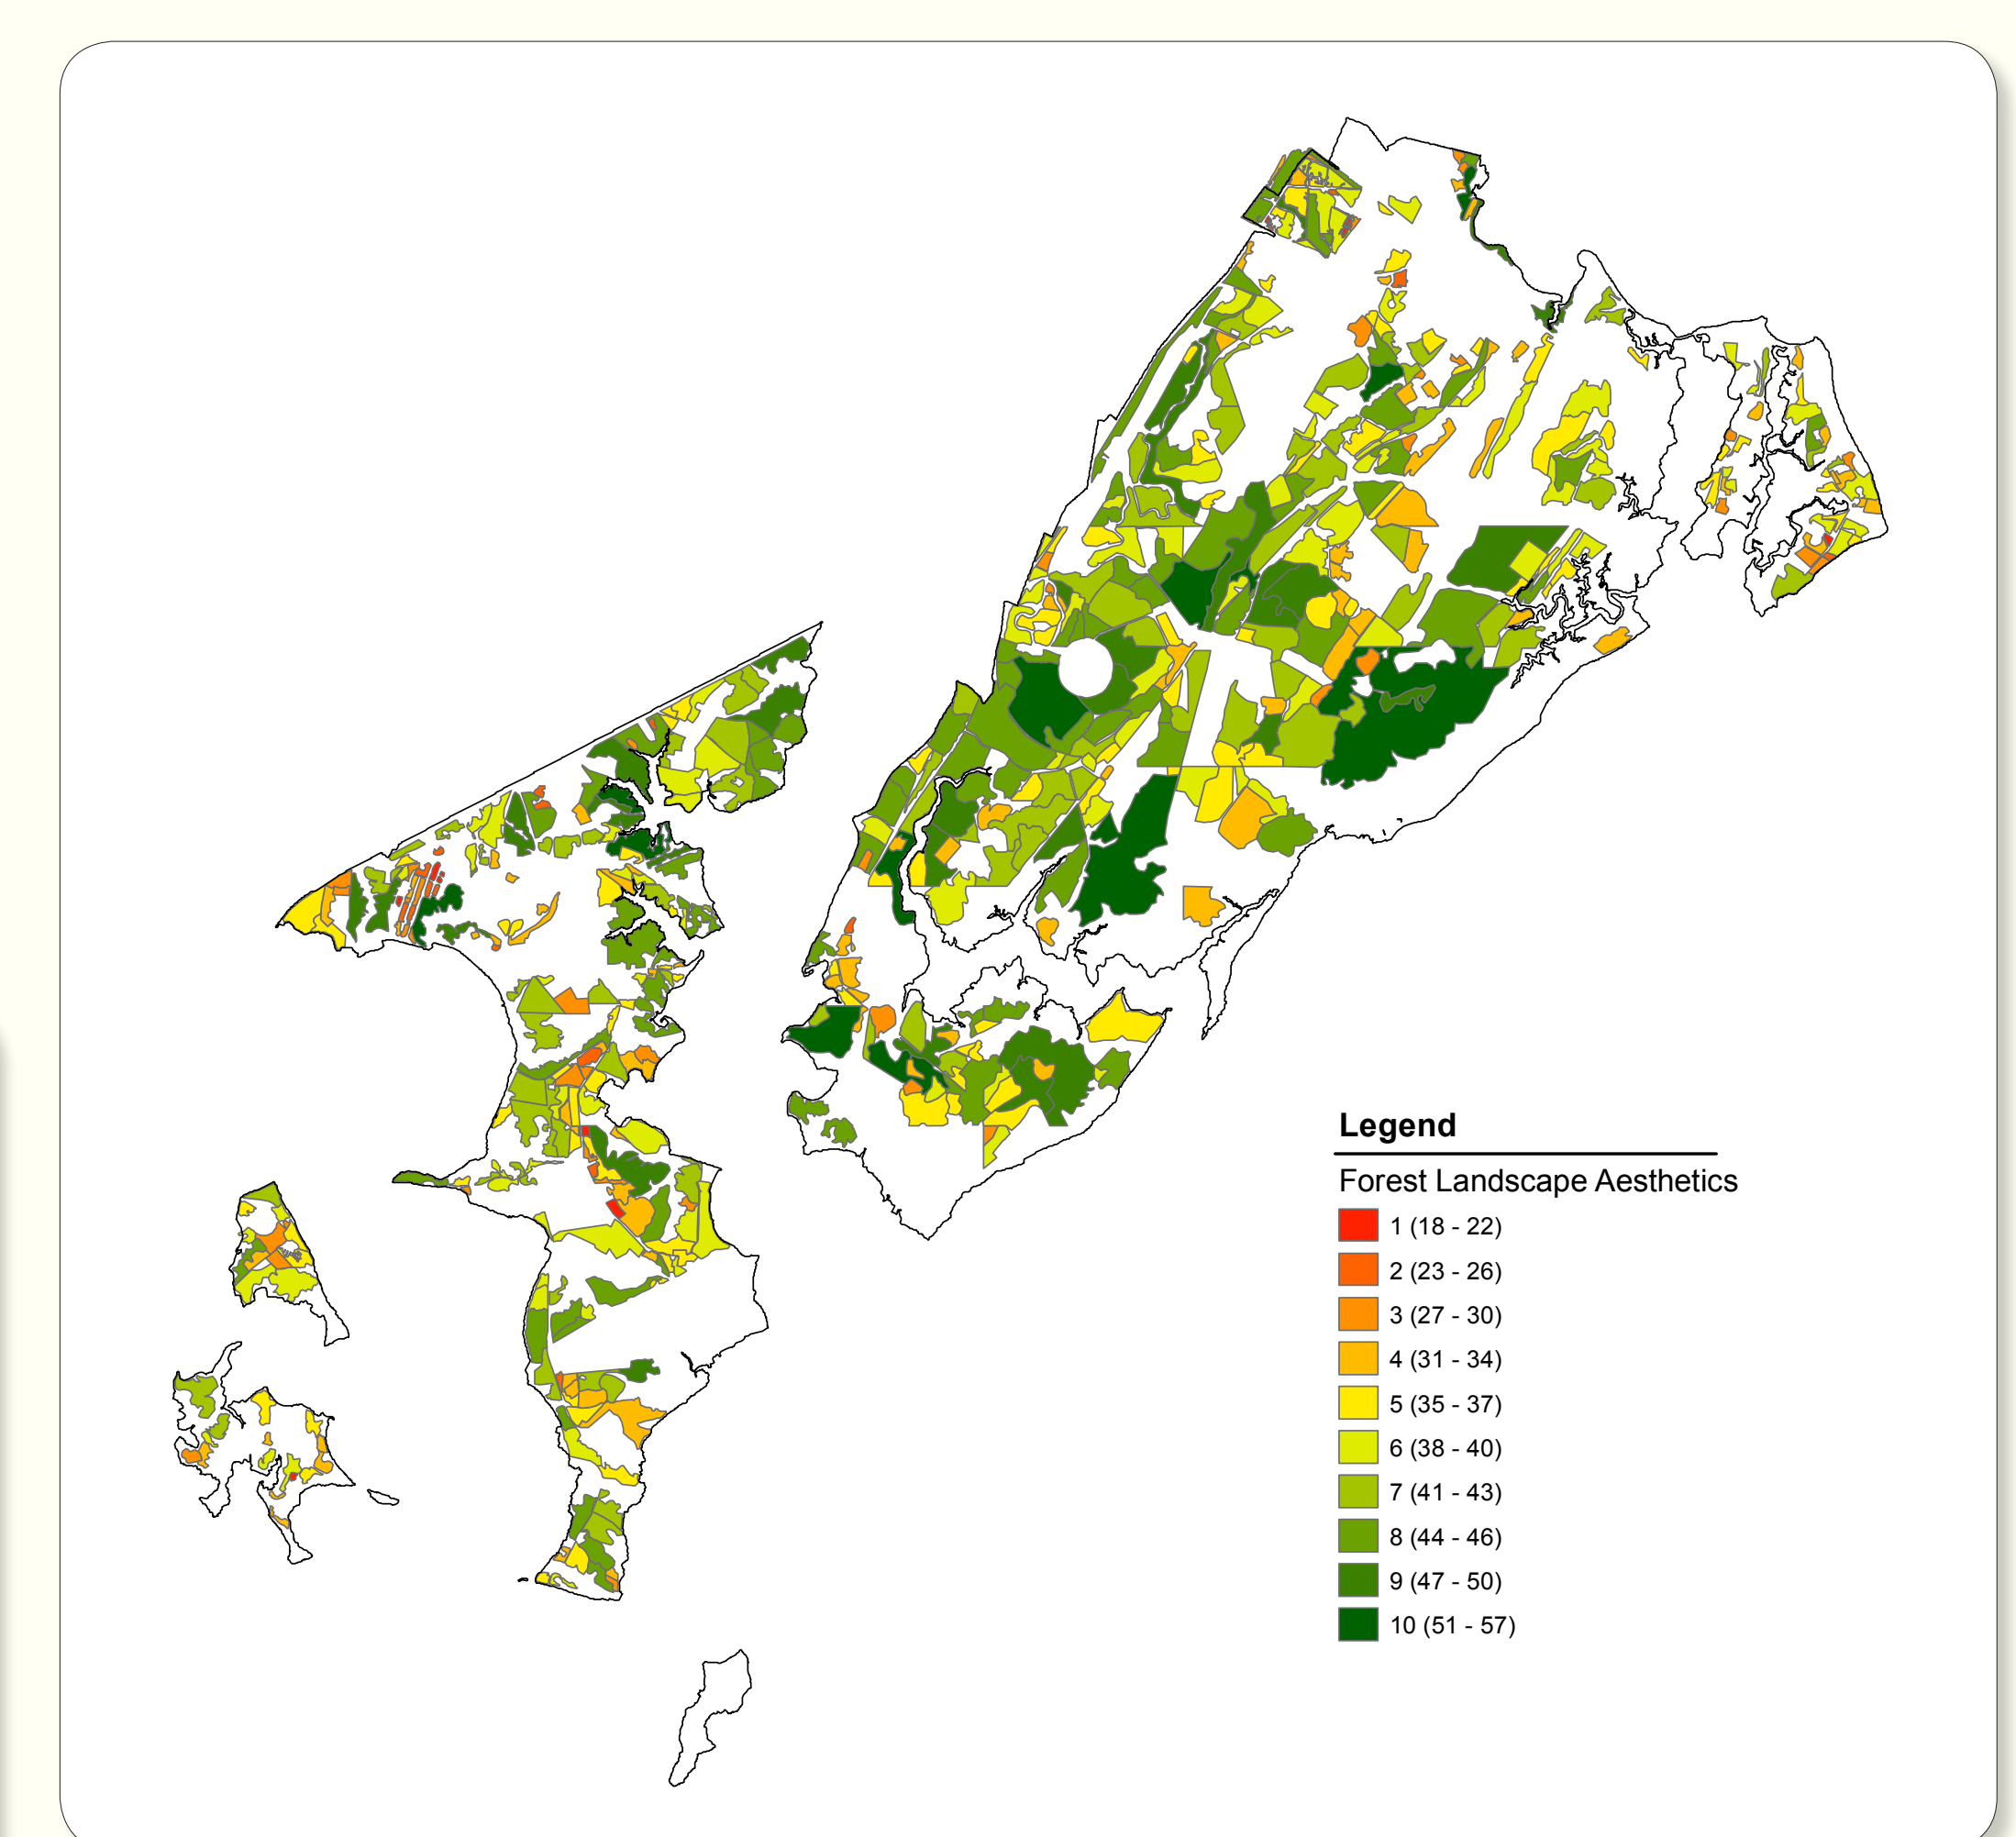 Legend
Forest Landscape Aesthetics
1 (18 - 22)
2 (23 - 26)
3 (27 - 30)
4 (31 - 34)
5 (35 - 37)
6 (38 - 40)
7 (41 - 43)
8 (44 - 46)
9 (47 - 50)
10 (51 - 57)